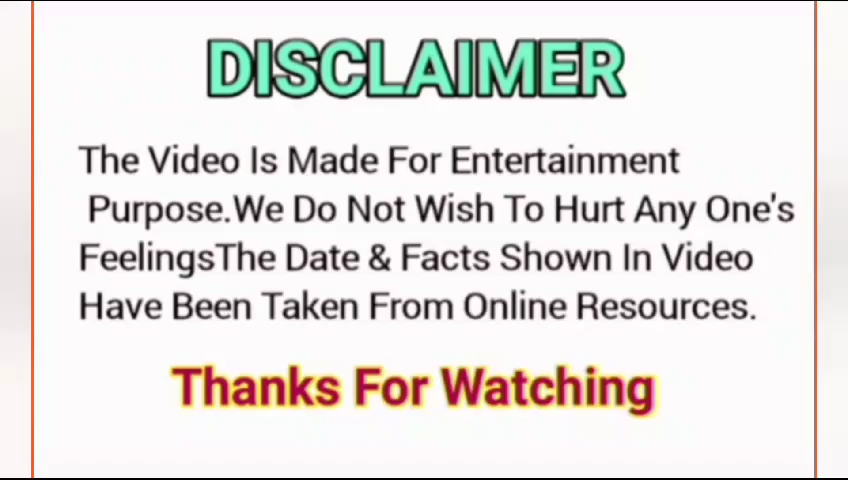 DISCLAIMER
The Video Is Made For Entertainment
Purpose.We Do Not Wish To Hurt Any One's
FeelingsThe Date & Facts Shown In Video
Have Been Taken From Online Resources.
Thanks For Watching